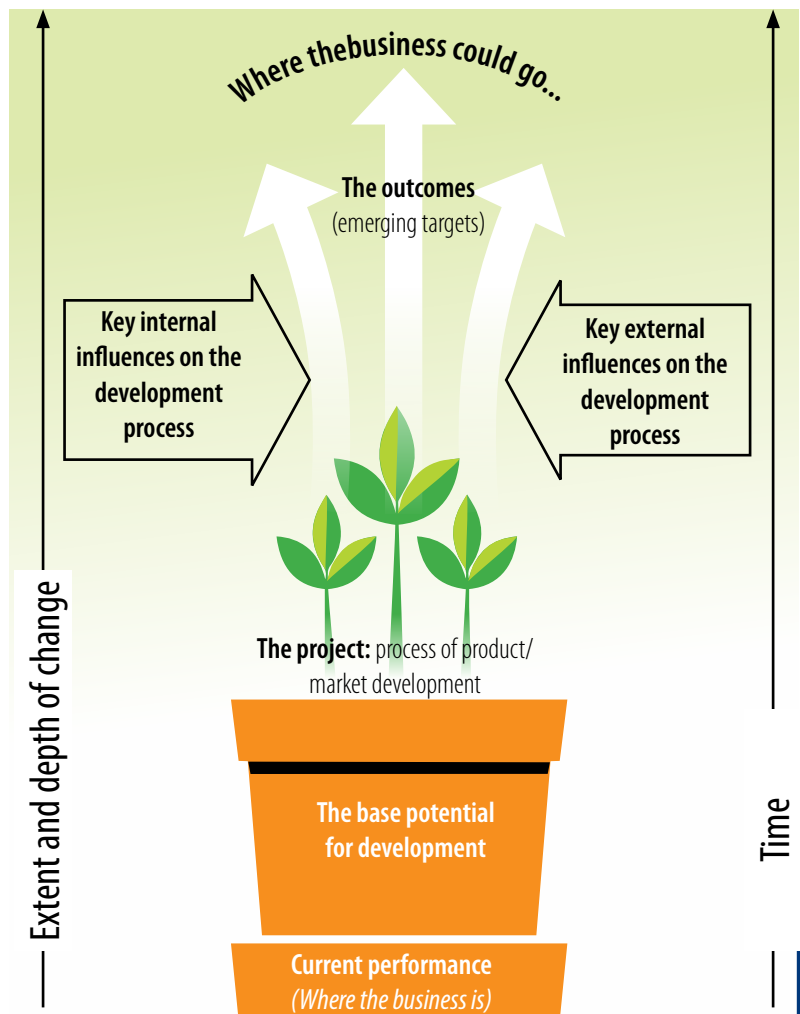 Where thebusiness could go...
The outcomes
(emerging targets)
Key internal
influences on the
development
process
Key external
influences on the
development
process
The project: process of product/
market development
Extent and depth of change
Time
The base potential
for development
Current performance
(Where the business is)